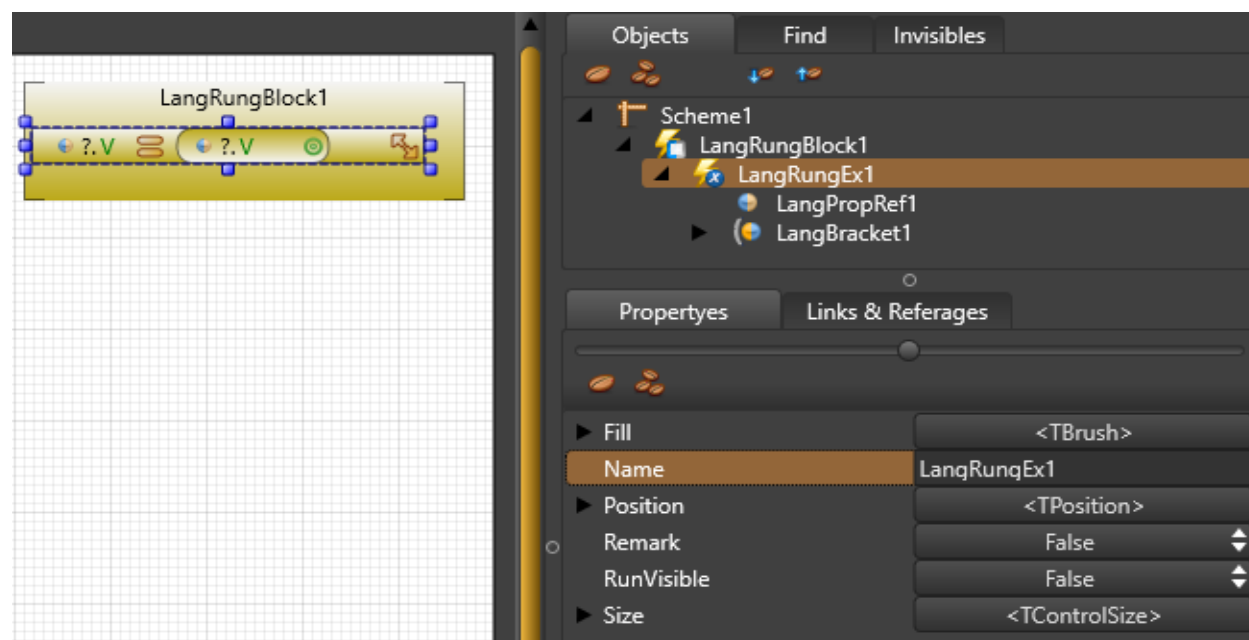 LangRungBlock1
?.V ?.V
Objects Find Invisibles
Scheme1
LangRungBlock1
LangRungEx1
LangPropRef1
LangBracket1
Propertyes Links & Referages
Fill <TBrush>
Name LangRungEx1
Position <TPosition>
Remark False
RunVisible False
Size <TControlSize>